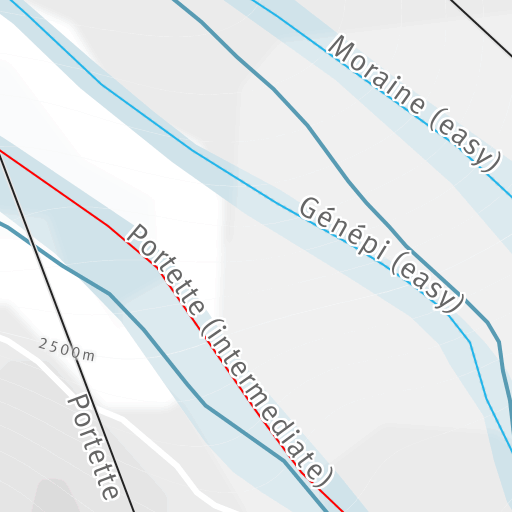 Moraine (easy)
Génépi (easy)
Portette (intermediate)
2500m
Portette